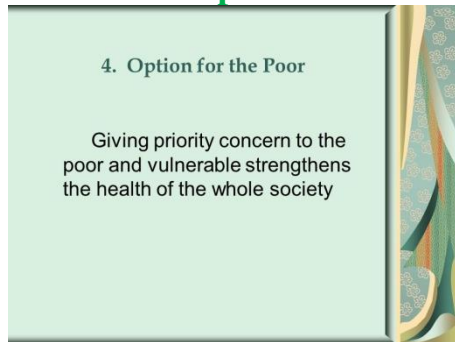 4. Option for the Poor
Giving priority concern to the
poor and vulnerable strengthens
the health of the whole society